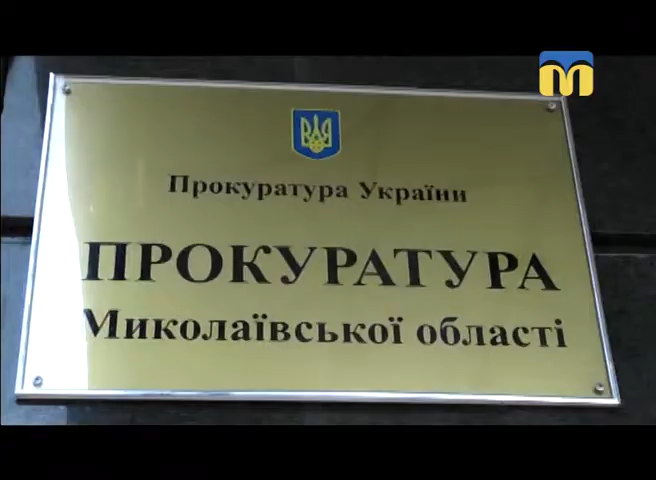 Прокуратура України
ПРОКУРАТУРА
Миколаївської області